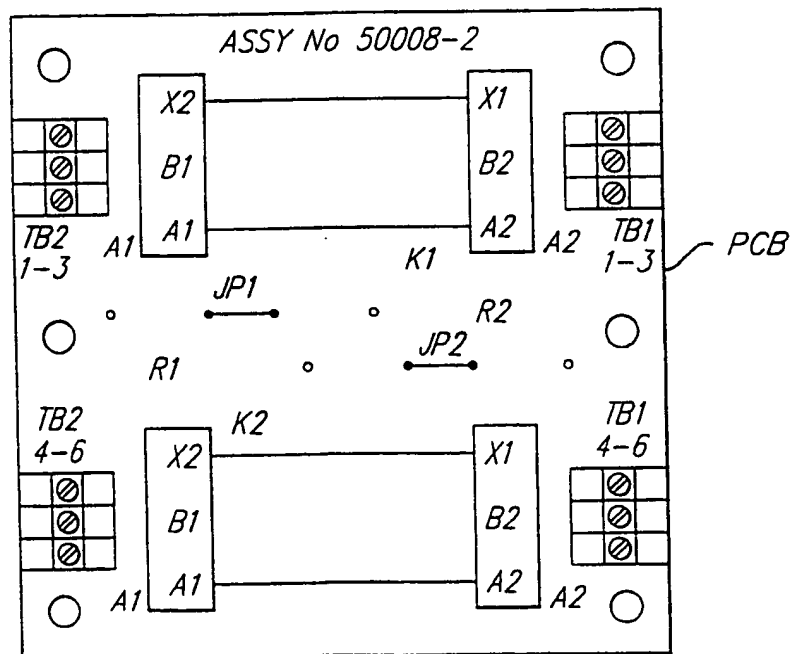 ASSY No 50008-2
X2
X1
B1
B2
A1
A2
TB2
1-3
A1
A2
TB1
1-3
K1
PCB
JP1
R2
JP2
R1
TB2
4-6
K2
TB1
4-6
X2
X1
B1
B2
A1
A2
A1
A2